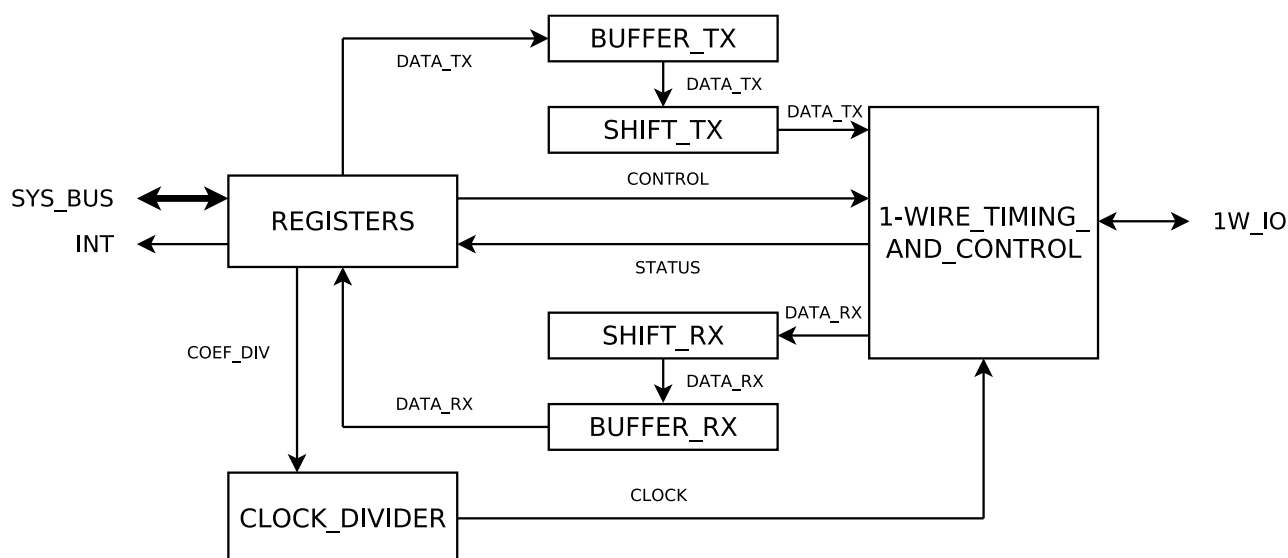 BUFFER_TX
DATA_TX
DATA_TX
DATA_TX
SHIFT_TX
CONTROL
SYS_BUS
REGISTERS
1-WIRE_TIMING_
AND_CONTROL
1W_IO
INT
STATUS
DATA_RX
SHIFT_RX
COEF_DIV
DATA_RX
DATA_RX
BUFFER_RX
CLOCK
CLOCK_DIVIDER